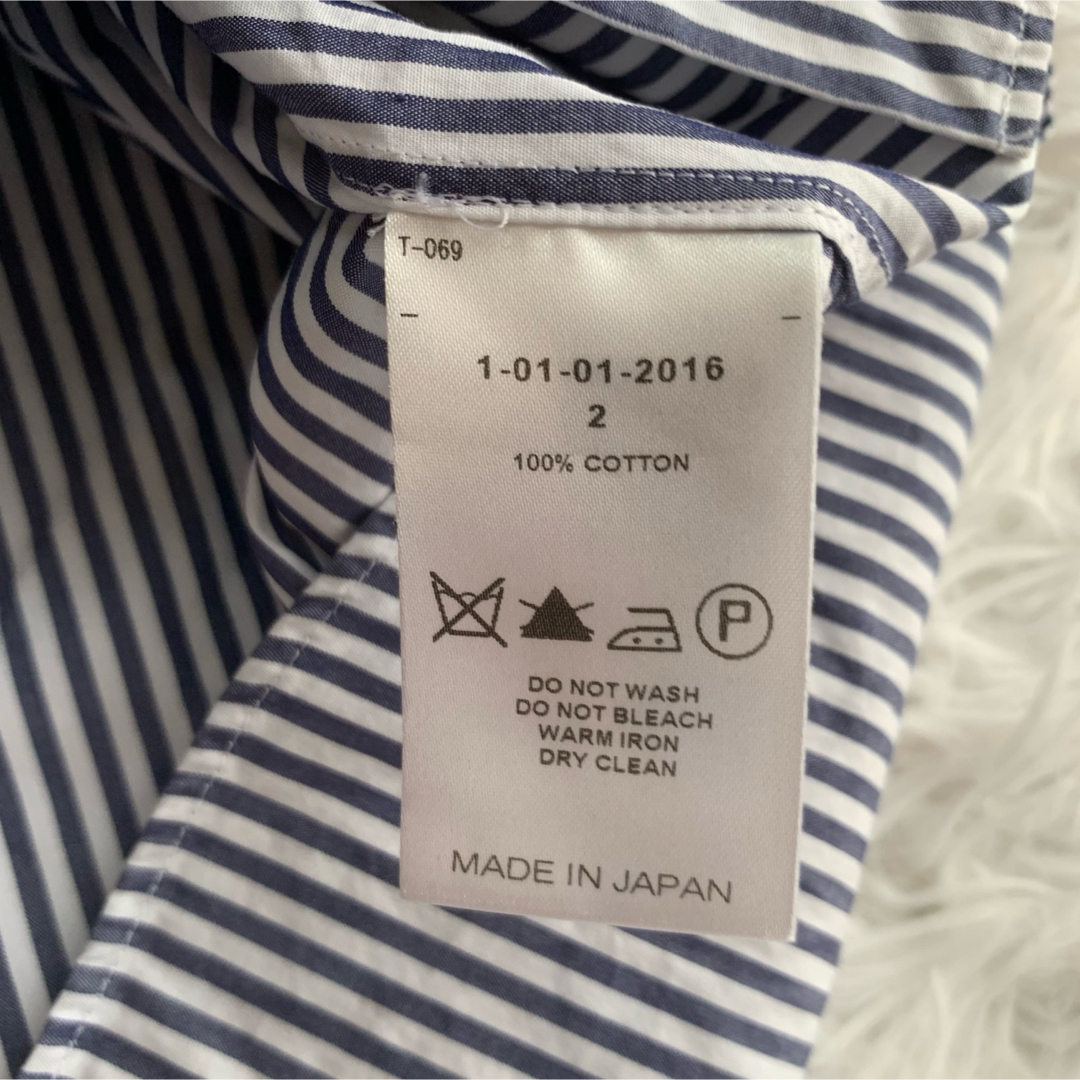 T-069
– –
1-01-01-2016
2
100% COTTON
P
DO NOT WASH
DO NOT BLEACH
WARM IRON
DRY CLEAN
MADE IN JAPAN